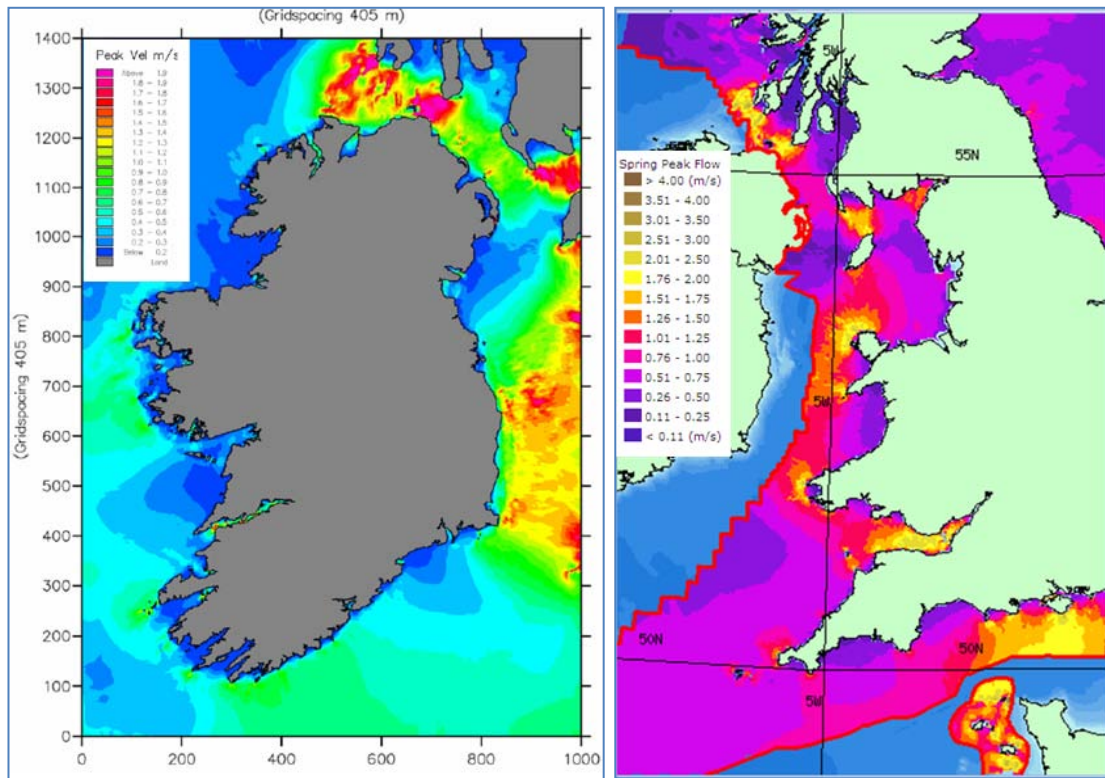 (Gridspacing 405 m)
1400
1300
1200
1100
1000
900
800
700
600
500
400
300
200
100
0
(Gridspacing 405 m)
Peak Vel m/s
Above 1.9
1.8 - 1.9
1.7 - 1.8
1.6 - 1.7
1.5 - 1.6
1.4 - 1.5
1.3 - 1.4
1.2 - 1.3
1.1 - 1.2
1.0 - 1.1
0.9 - 1.0
0.8 - 0.9
0.7 - 0.8
0.6 - 0.7
0.5 - 0.6
0.4 - 0.5
0.3 - 0.4
0.2 - 0.3
Below 0.2
Land
0 200 400 600 800 1000
5W
55N
Spring Peak Flow
> 4.00 (m/s)
3.51 - 4.00
3.01 - 3.50
2.51 - 3.00
2.01 - 2.50
1.76 - 2.00
1.51 - 1.75
1.26 - 1.50
1.01 - 1.25
0.76 - 1.00
0.51 - 0.75
0.26 - 0.50
0.11 - 0.25
< 0.11 (m/s)
5W
50N
50N
5W